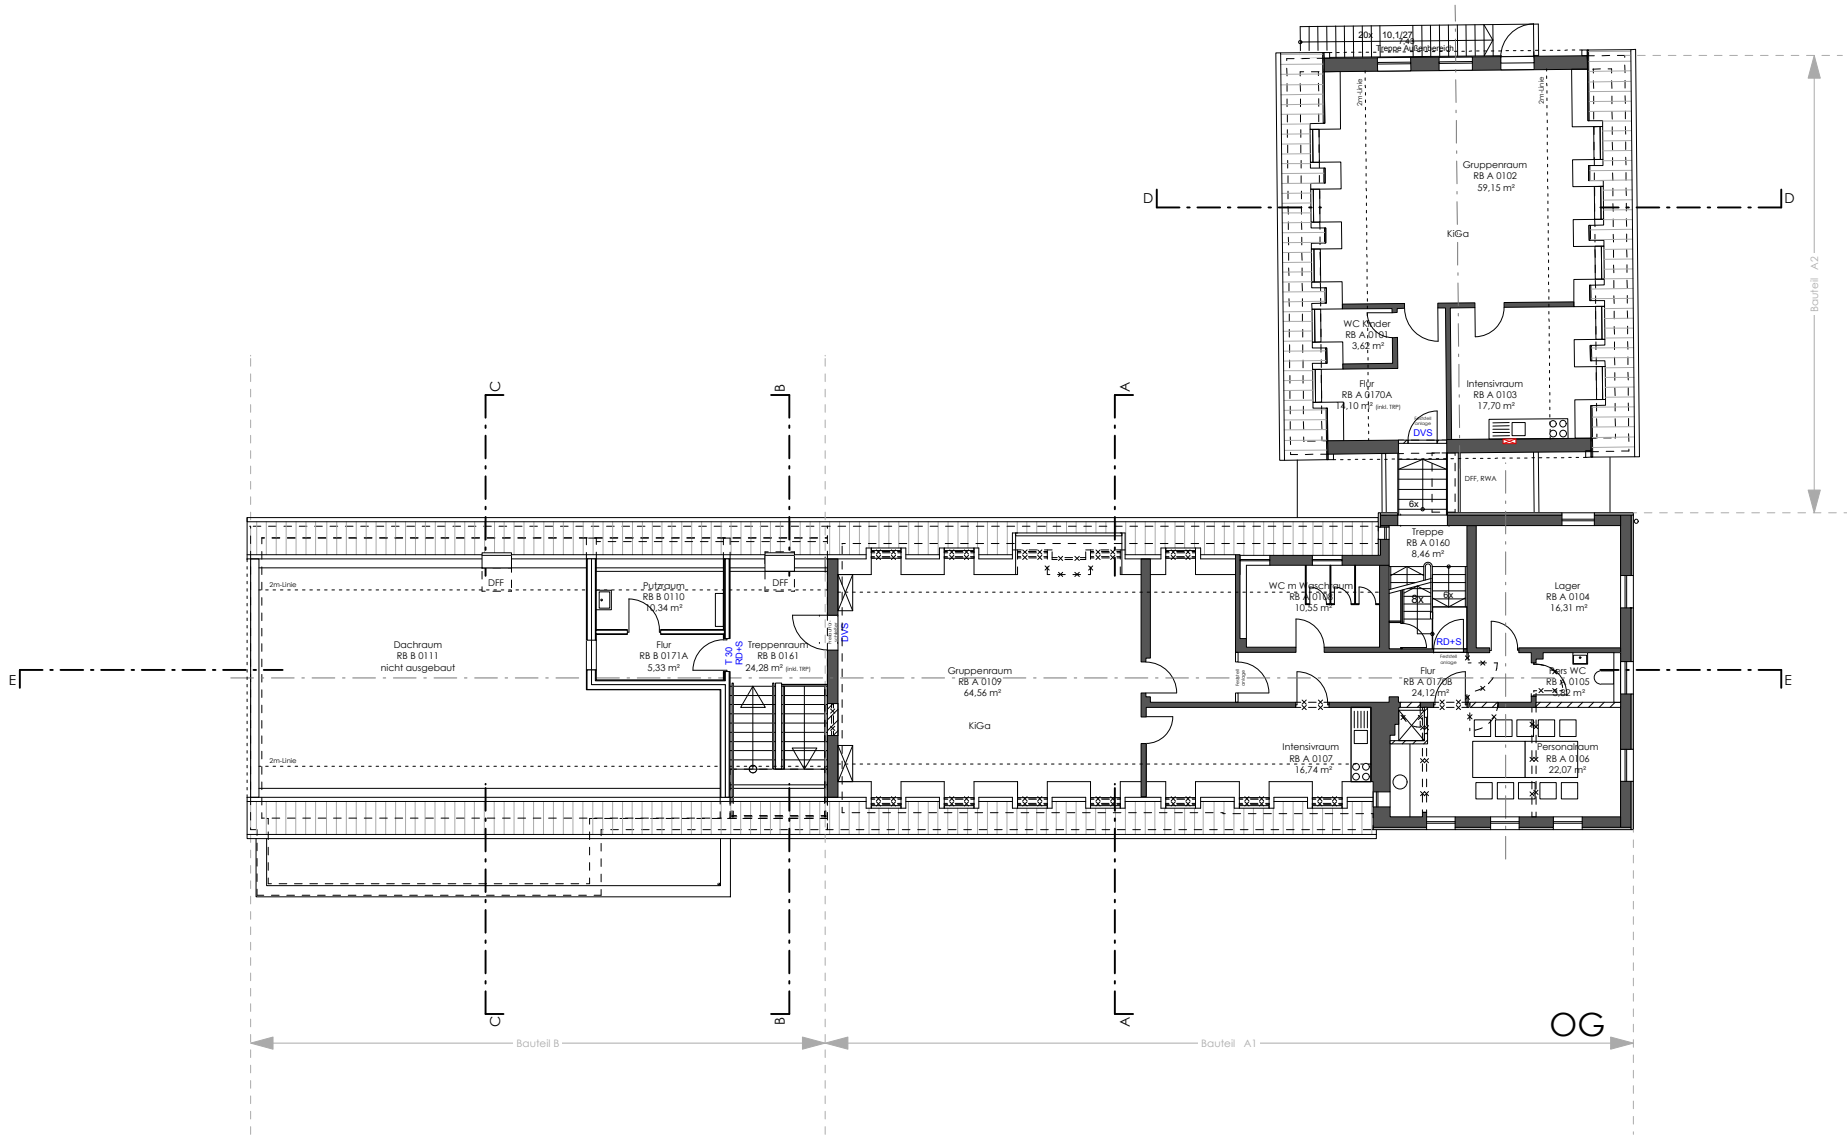 20x 10,1/27
Treppe Außenbereich
2m-Linie
2m-Linie
Gruppenraum
RB A 0102
59,15 m²
D
D
KiGa
Bauteil A2
WC Kinder
RB A 0101
3,62 m²
Flur
RB A 0170A
14,10 m² (inkl. TRP)
Intensivraum
RB A 0103
17,70 m²
DVS
DFF, RWA
6x
C
B
A
Treppe
RB A 0160
8,46 m²
2m-Linie
DFF
DFF
Putzraum
RB B 0110
10,34 m²
WC m Waschraum
RB A 0108
10,55 m²
8x
6x
Lager
RB A 0104
16,31 m²
DVS
RD+S
Dachraum
RB B 0111
nicht ausgebaut
Flur
RB B 0171A
5,33 m²
T 30
RD+S
Treppenraum
RB B 0161
24,28 m² (inkl. TRP)
E
E
Gruppenraum
RB A 0109
64,56 m²
Flur
RB A 0170B
24,12 m²
Pers WC
RB A 0105
KiGa
2m-Linie
Intensivraum
RB A 0107
16,74 m²
Personalraum
RB A 0106
22,07 m²
C
B
A
OG
Bauteil B
Bauteil A1